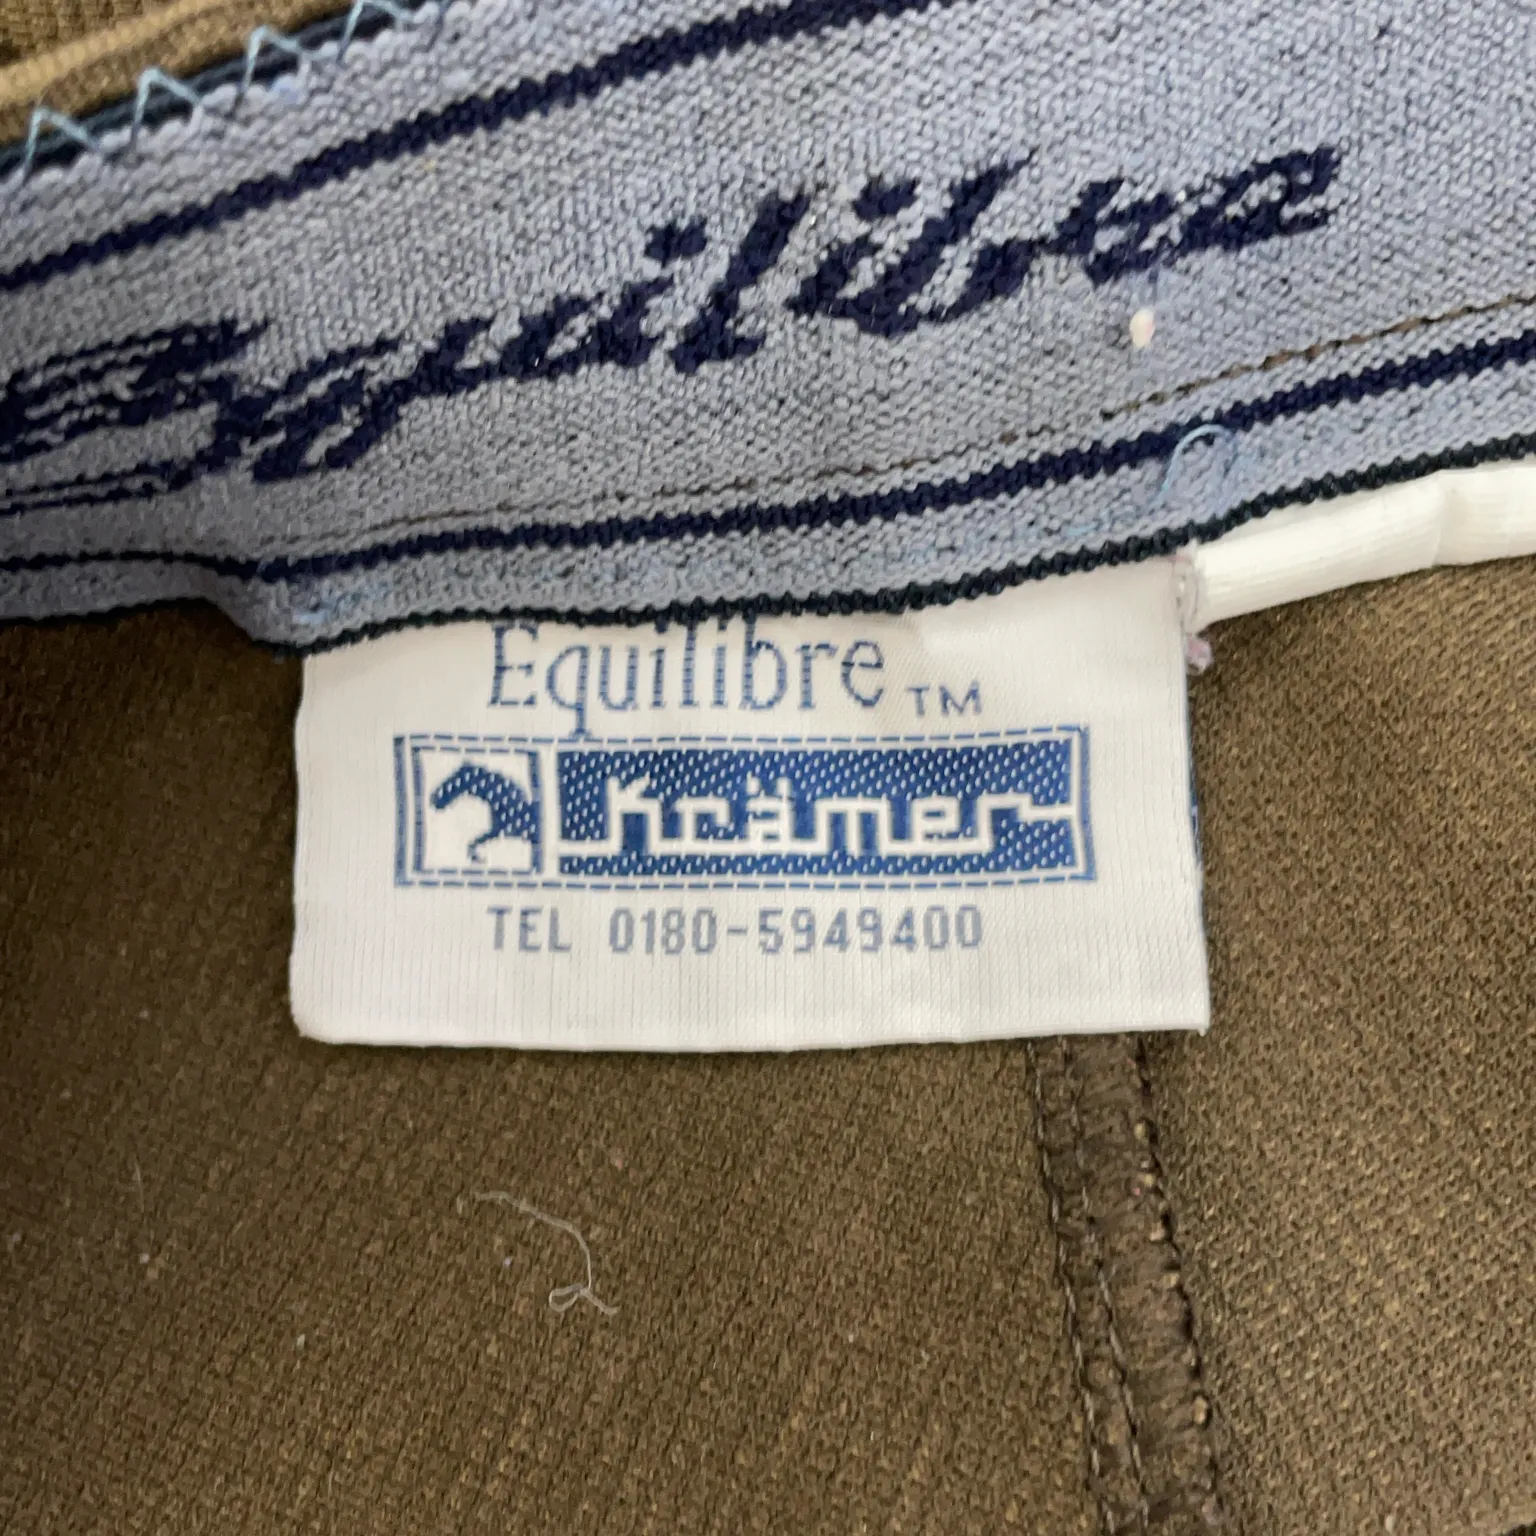 Equilibre
Equilibre TM
Krämer
TEL 0180-5949400